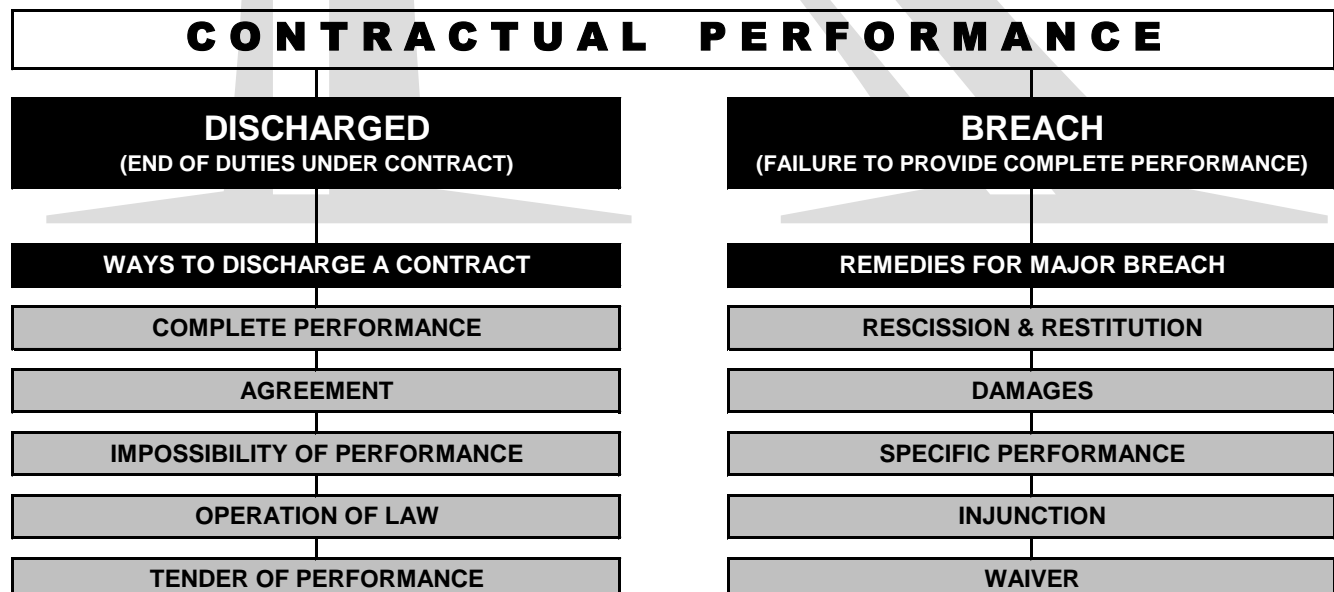 CONTRACTUAL PERFORMANCE
DISCHARGED
(END OF DUTIES UNDER CONTRACT)
WAYS TO DISCHARGE A CONTRACT
COMPLETE PERFORMANCE
AGREEMENT
IMPOSSIBILITY OF PERFORMANCE
OPERATION OF LAW
TENDER OF PERFORMANCE
BREACH
(FAILURE TO PROVIDE COMPLETE PERFORMANCE)
REMEDIES FOR MAJOR BREACH
RESCISSION & RESTITUTION
DAMAGES
SPECIFIC PERFORMANCE
INJUNCTION
WAIVER